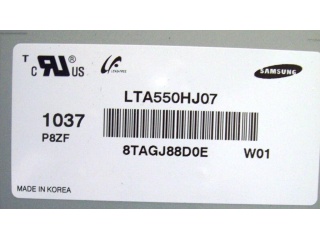 T
C UR US
SAMSUNG
LTA550HJ07
1037
P8ZF
8TAGJ88D0E W01
MADE IN KOREA